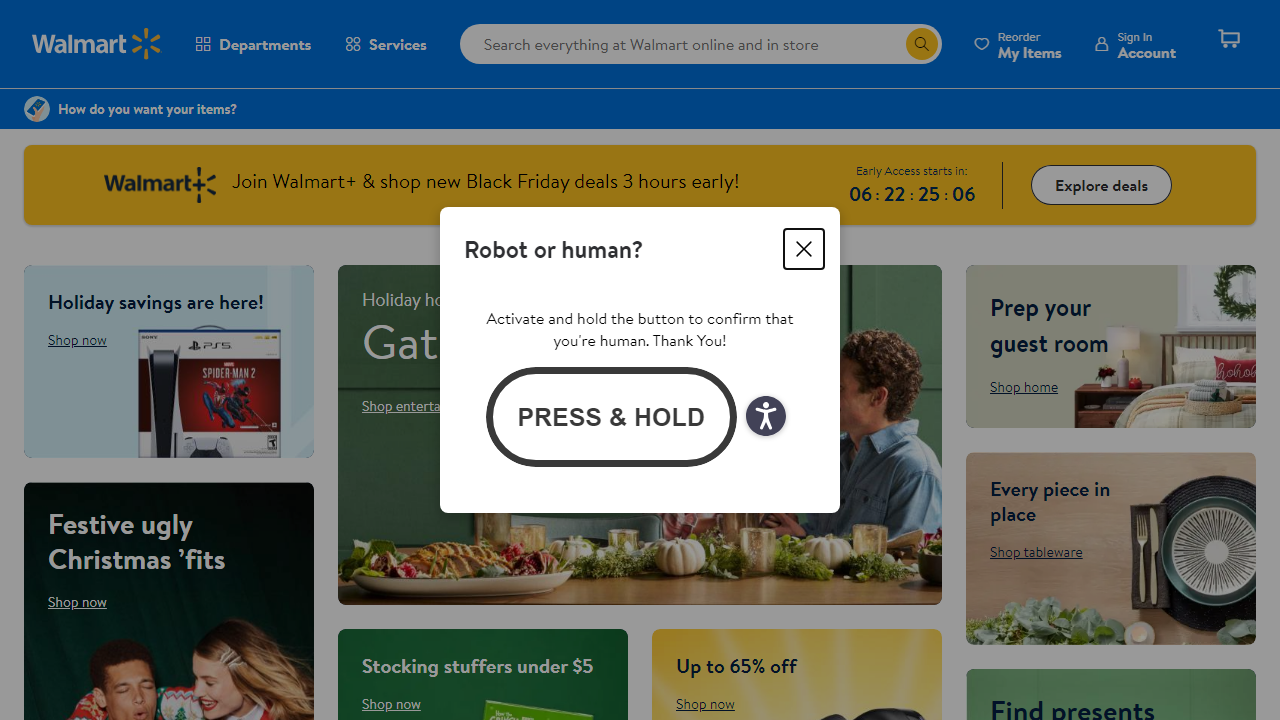 Walmart
Departments
Services
Search everything at Walmart online and in store
Reorder
My Items
Sign In
Account
How do you want your items?
Walmart+
Join Walmart+ & shop new Black Friday deals 3 hours early!
Early Access starts in:
06 : 22 : 25 : 06
Explore deals
Robot or human?
Activate and hold the button to confirm that
you're human. Thank You!
PRESS & HOLD
Holiday savings are here!
Shop now
SONY
PS5
SPIDER-MAN 2
Festive ugly
Christmas ’fits
Shop now
Holiday ho
Gat
Shop enterta
Prep your
guest room
Shop home
hoho
Every piece in
place
Shop tableware
Stocking stuffers under $5
Shop now
Up to 65% off
Shop now
Find presents